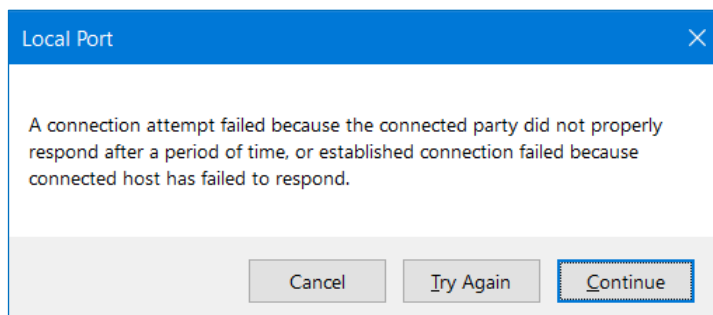 Local Port
A connection attempt failed because the connected party did not properly
respond after a period of time, or established connection failed because
connected host has failed to respond.
Cancel
Try Again
Continue